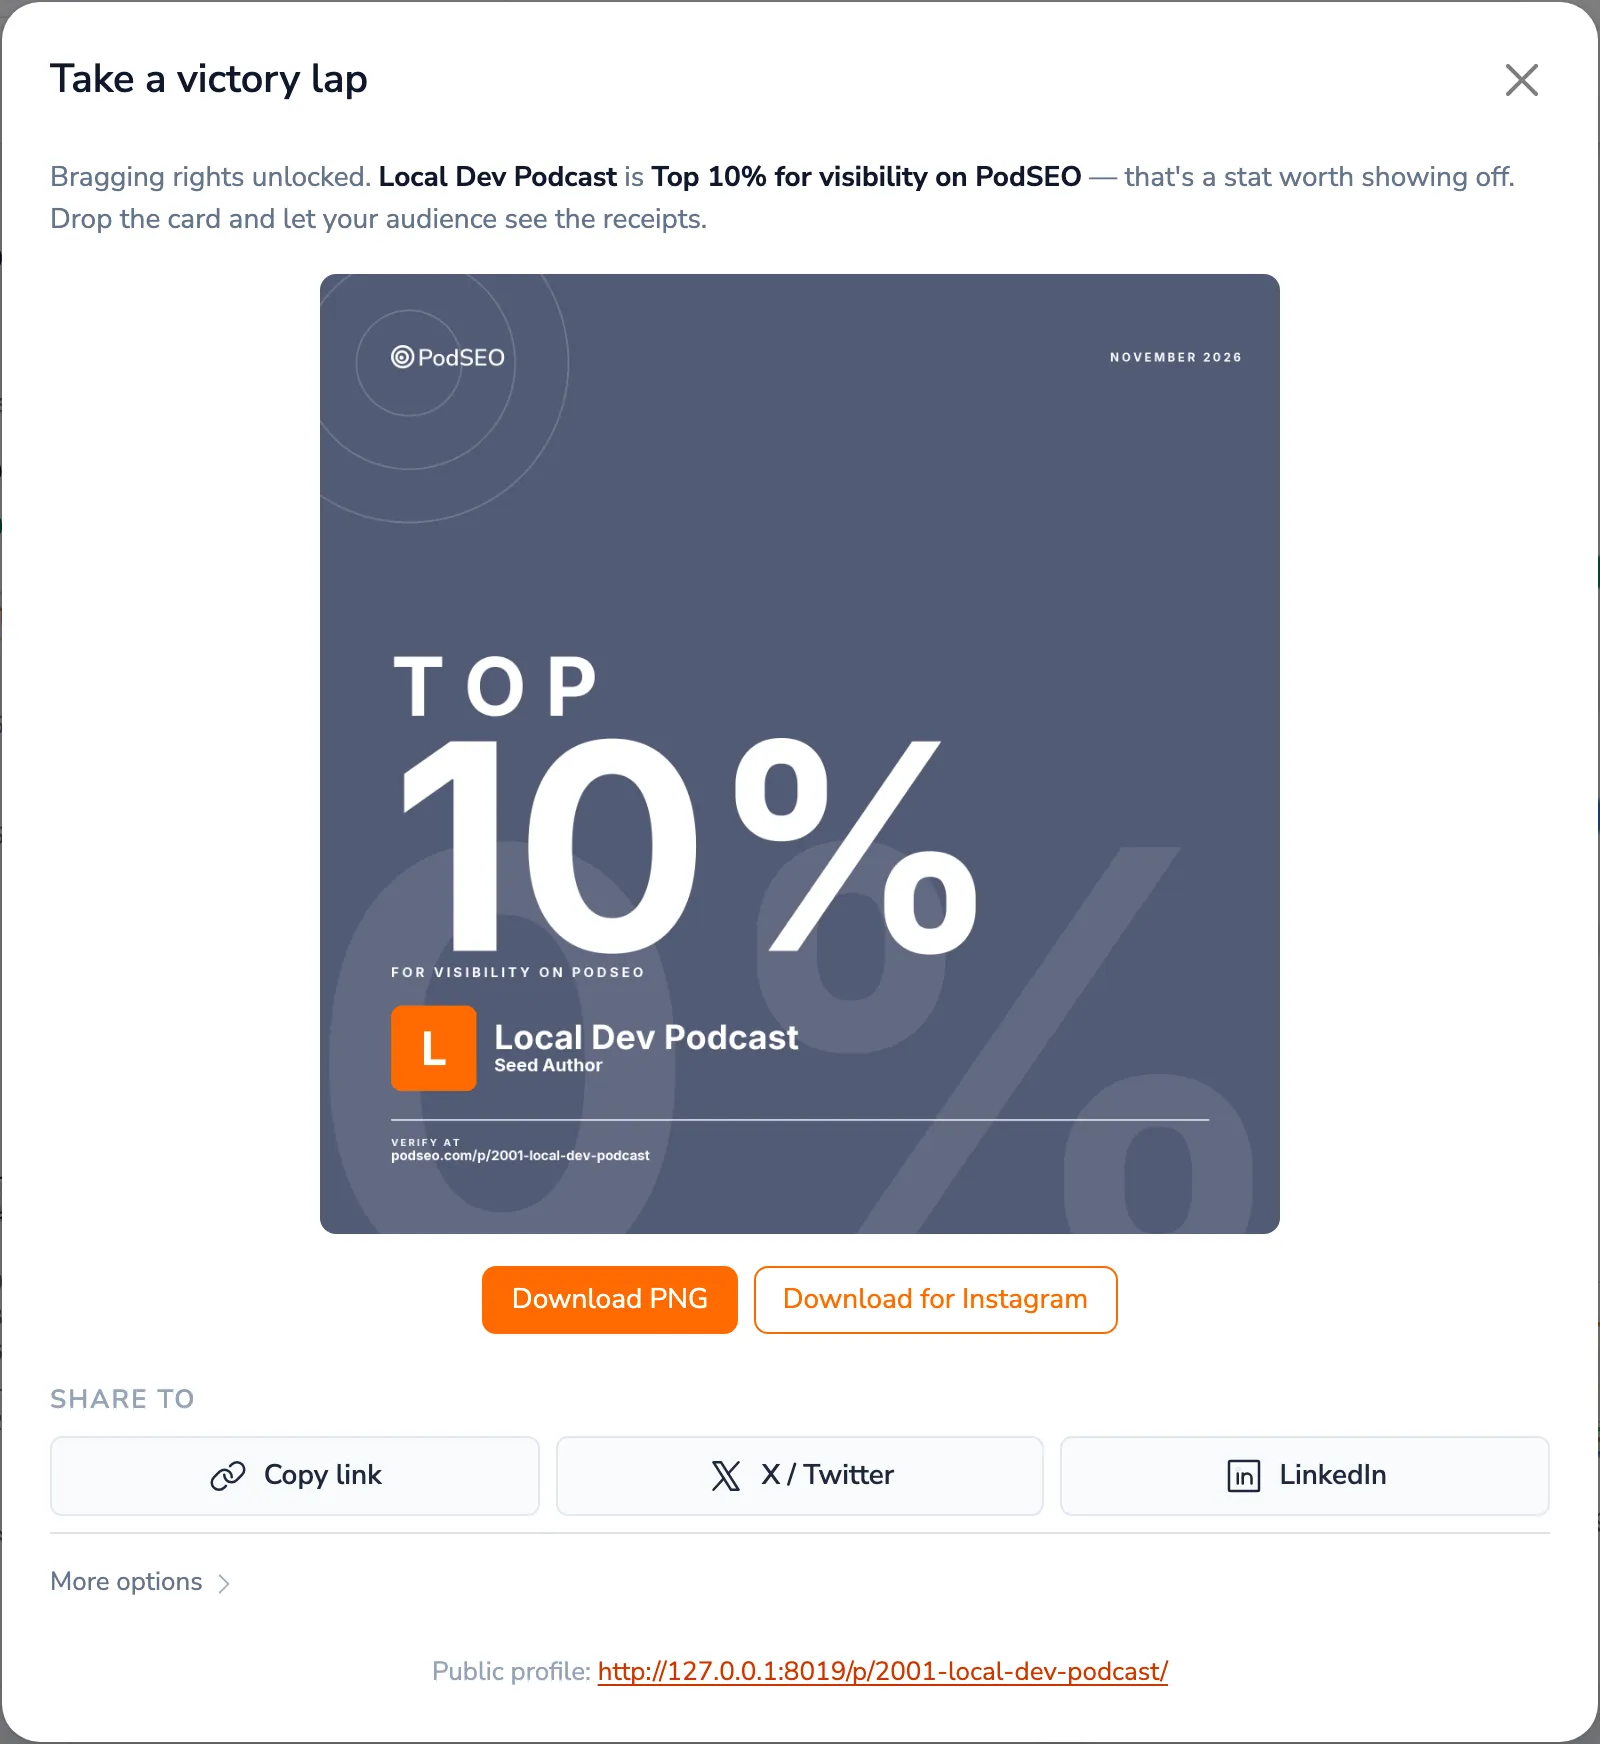 Take a victory lap
Bragging rights unlocked. Local Dev Podcast is Top 10% for visibility on PodSEO — that's a stat worth showing off.
Drop the card and let your audience see the receipts.
PodSEO
NOVEMBER 2026
TOP
10%
0%
FOR VISIBILITY ON PODSEO
L
Local Dev Podcast
Seed Author
VERIFY AT
podseo.com/p/2001-local-dev-podcast
Download PNG
Download for Instagram
SHARE TO
Copy link
X / Twitter
in LinkedIn
More options
Public profile: http://127.0.0.1:8019/p/2001-local-dev-podcast/